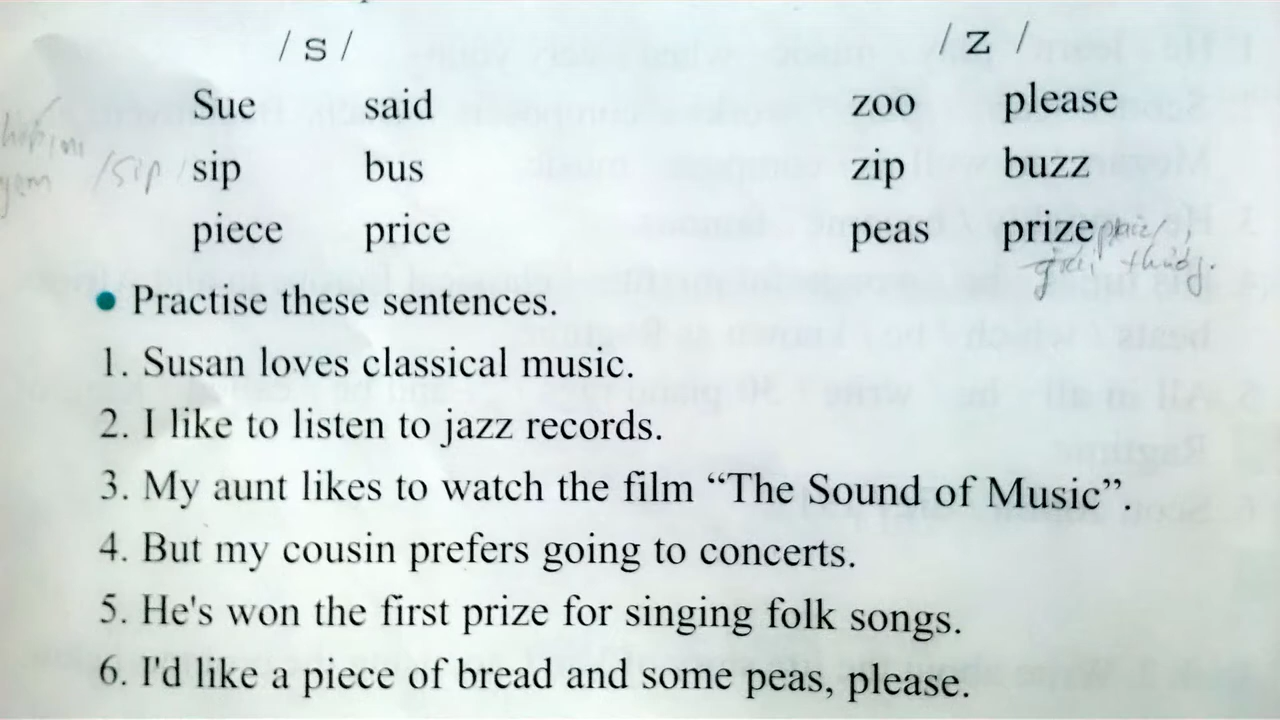 / s / / z /
Sue said zoo please
/sip/ sip bus zip buzz
piece price peas prize
giải thưởng.
• Practise these sentences.
1. Susan loves classical music.
2. I like to listen to jazz records.
3. My aunt likes to watch the film “The Sound of Music”.
4. But my cousin prefers going to concerts.
5. He's won the first prize for singing folk songs.
6. I'd like a piece of bread and some peas, please.